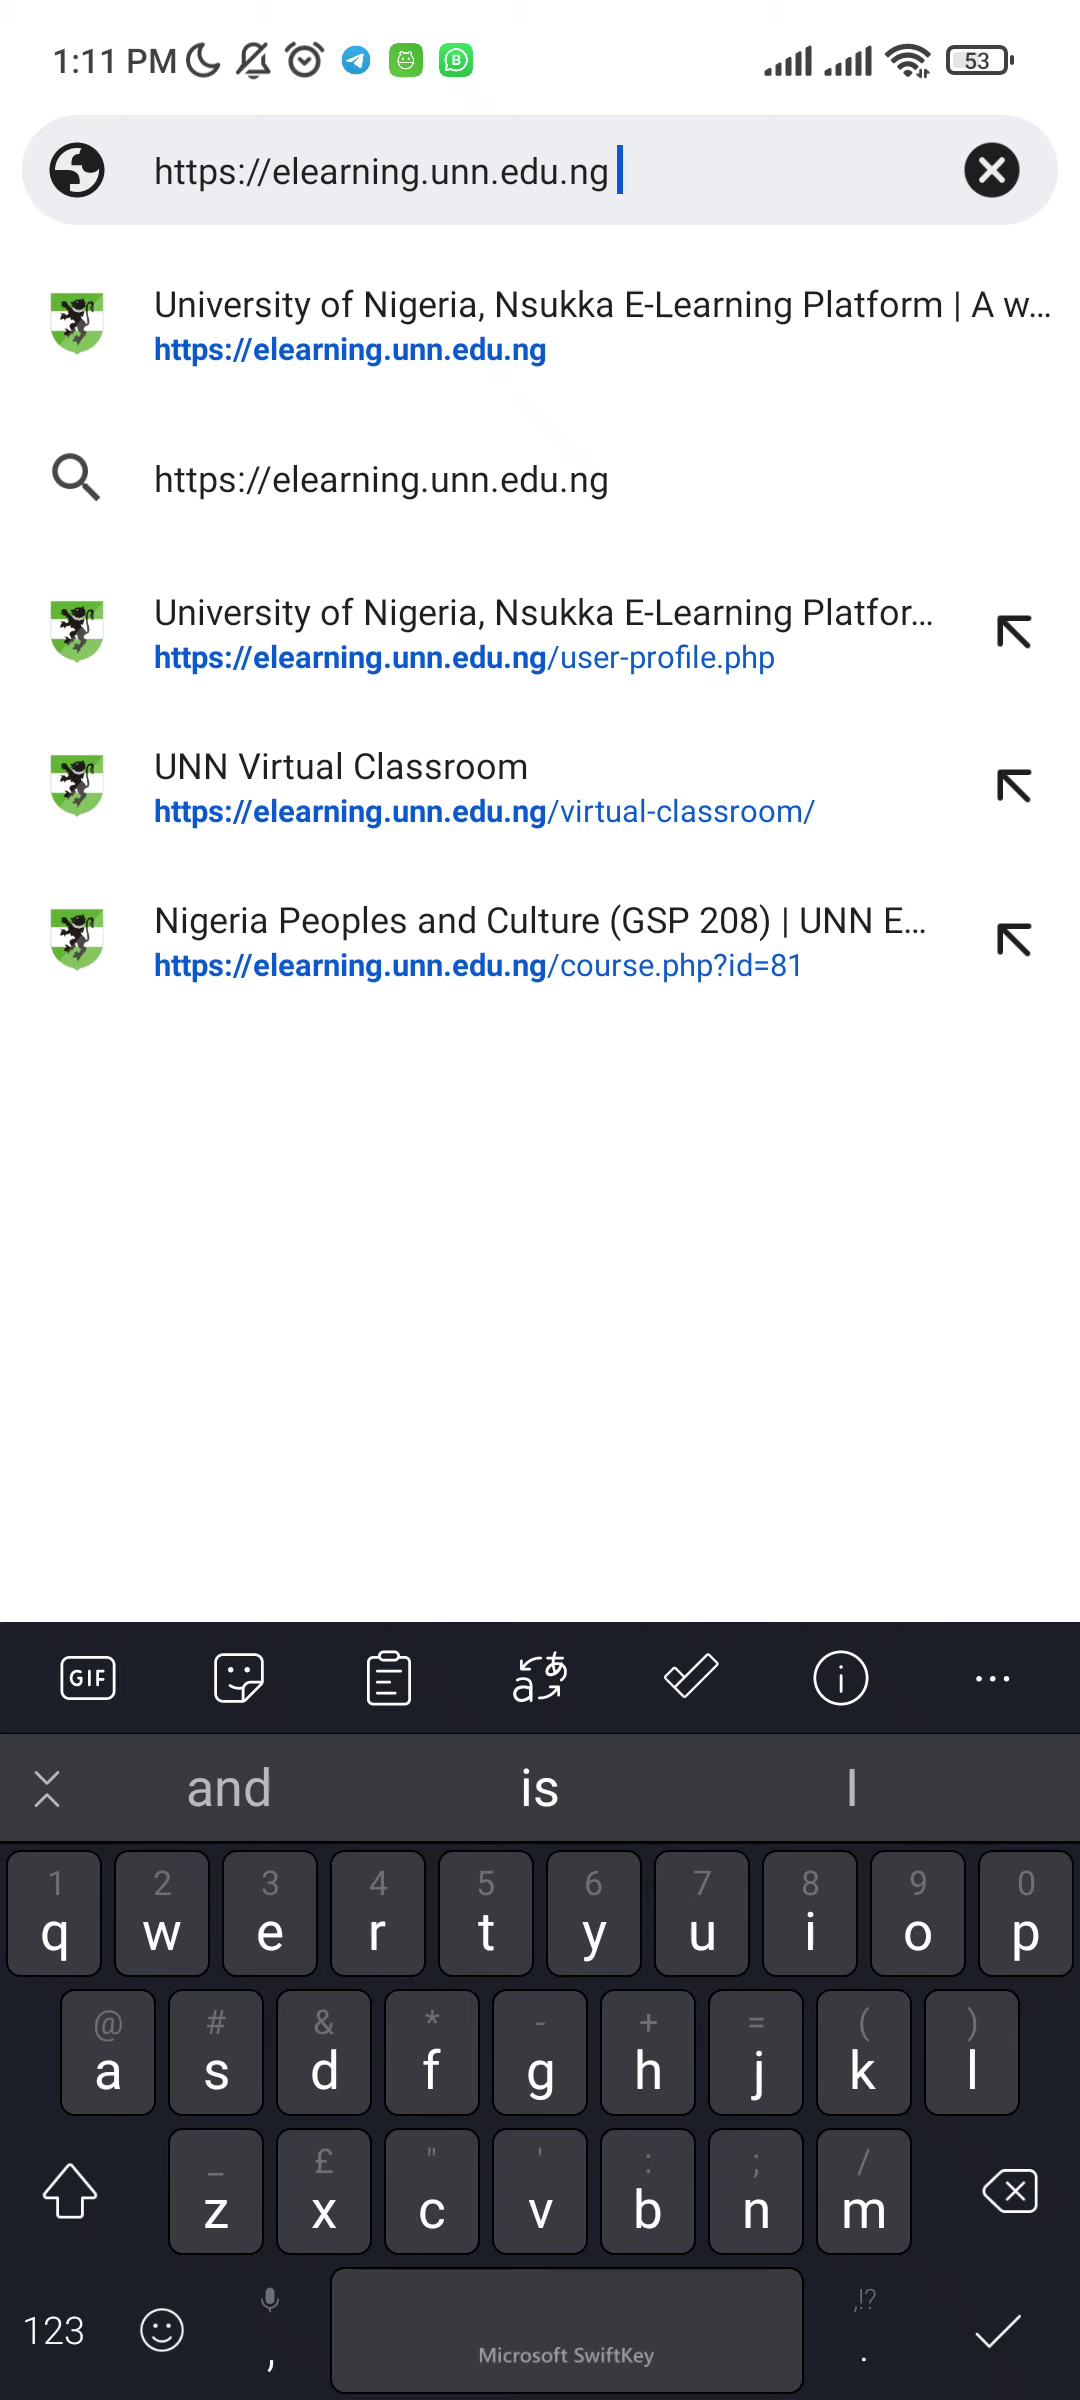 1:11 PM
53
https://elearning.unn.edu.ng
University of Nigeria, Nsukka E-Learning Platform | A w...
https://elearning.unn.edu.ng
https://elearning.unn.edu.ng
University of Nigeria, Nsukka E-Learning Platfor...
https://elearning.unn.edu.ng/user-profile.php
UNN Virtual Classroom
https://elearning.unn.edu.ng/virtual-classroom/
Nigeria Peoples and Culture (GSP 208) | UNN E...
https://elearning.unn.edu.ng/course.php?id=81
GIF
and is I
1 2 3 4 5 6 7 8 9 0
q w e r t y u i o p
@ # & * - + = ( )
a s d f g h j k l
_ £ " ' : ; /
z x c v b n m
123 , Microsoft SwiftKey ,!? .